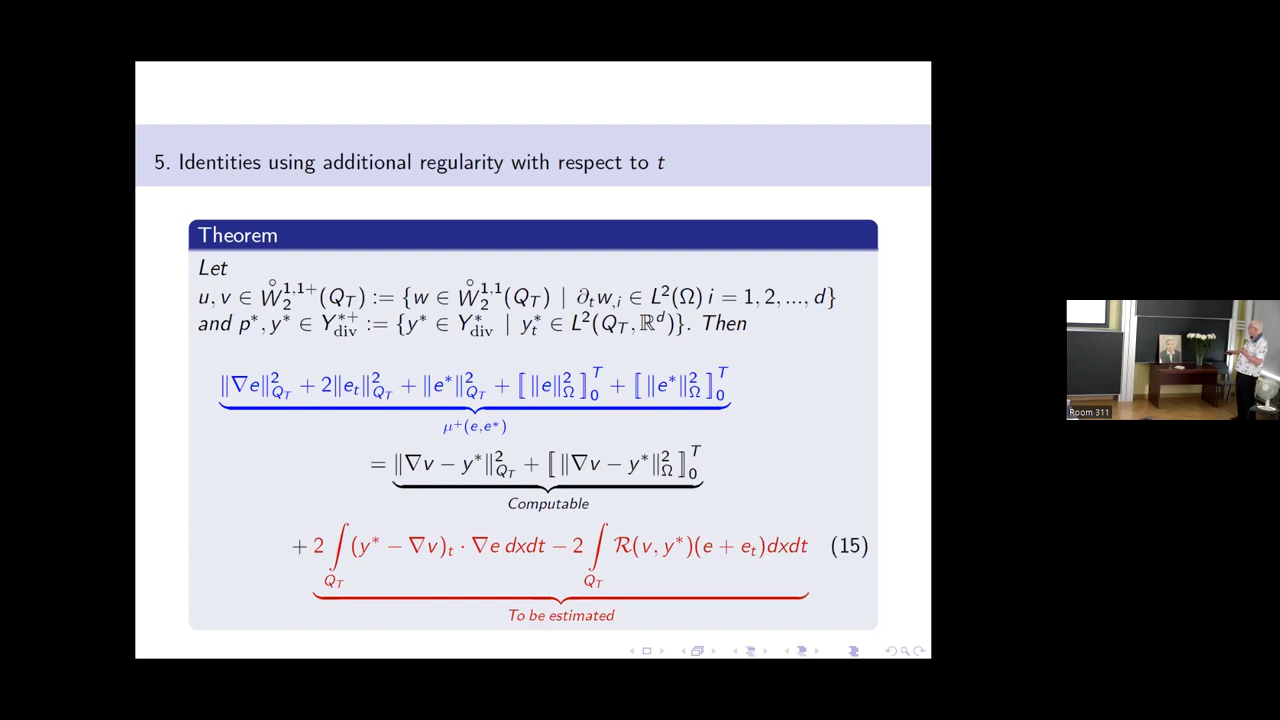 5. Identities using additional regularity with respect to t
Theorem
Let
u, v ∈ W̊₂^{1,1+}(Q_T) := {w ∈ W̊₂^{1,1}(Q_T) | ∂_t w_{,i} ∈ L²(Ω) i = 1, 2, ..., d}
and p*, y* ∈ Y_div^{*+} := {y* ∈ Y_div^* | y_t^* ∈ L²(Q_T, ℝ^d)}. Then
‖∇e‖²_{Q_T} + 2‖e_t‖²_{Q_T} + ‖e*‖²_{Q_T} + ⟦‖e‖²_Ω⟧₀^T + ⟦‖e*‖²_Ω⟧₀^T
μ⁺(e,e*)
= ‖∇v − y*‖²_{Q_T} + ⟦‖∇v − y*‖²_Ω⟧₀^T
Computable
+ 2 ∫_{Q_T} (y* − ∇v)_t · ∇e dxdt − 2 ∫_{Q_T} ℛ(v, y*)(e + e_t)dxdt (15)
To be estimated
Room 311